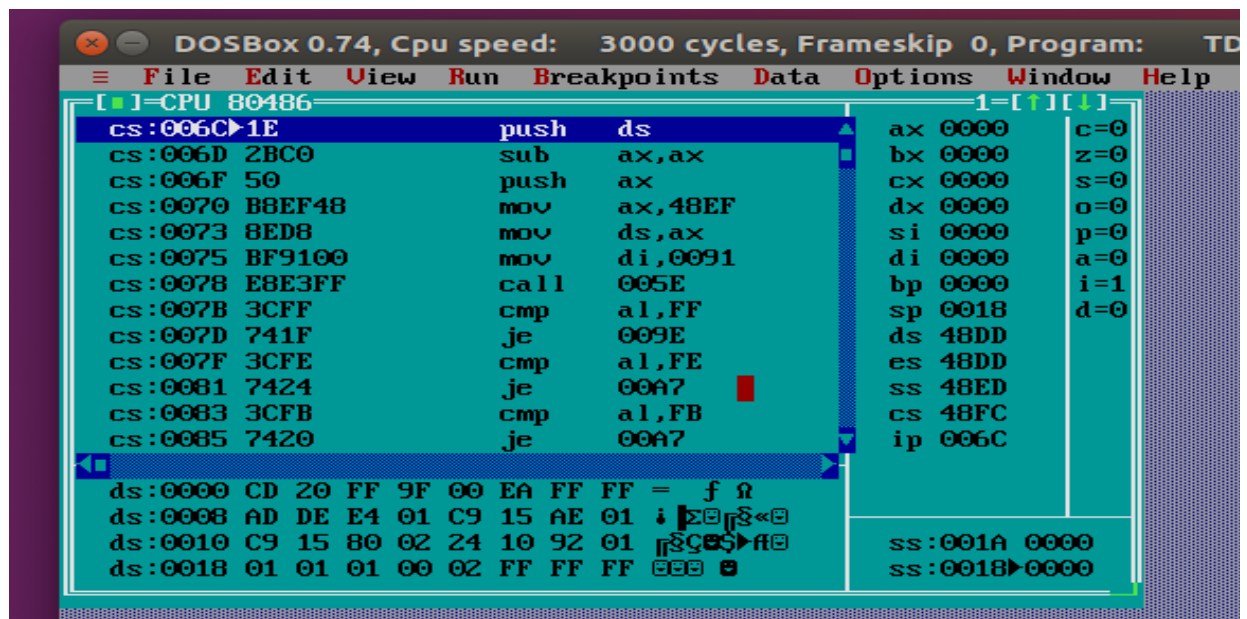 DOSBox 0.74, Cpu speed: 3000 cycles, Frameskip 0, Program: TD
≡ File Edit View Run Breakpoints Data Options Window Help
[■]=CPU 80486 1=[↑][↓]
cs:006C►1E push ds ax 0000 c=0
cs:006D 2BC0 sub ax,ax bx 0000 z=0
cs:006F 50 push ax cx 0000 s=0
cs:0070 B8EF48 mov ax,48EF dx 0000 o=0
cs:0073 8ED8 mov ds,ax si 0000 p=0
cs:0075 BF9100 mov di,0091 di 0000 a=0
cs:0078 E8E3FF call 005E bp 0000 i=1
cs:007B 3CFF cmp al,FF sp 0018 d=0
cs:007D 741F je 009E ds 48DD
cs:007F 3CFE cmp al,FE es 48DD
cs:0081 7424 je 00A7 ss 48ED
cs:0083 3CFB cmp al,FB cs 48FC
cs:0085 7420 je 00A7 ip 006C
ds:0000 CD 20 FF 9F 00 EA FF FF = ƒ Ω
ds:0008 AD DE E4 01 C9 15 AE 01 ¡▐Σ☺╔§«☺
ds:0010 C9 15 80 02 24 10 92 01 ╔§Ç☻$►Æ☺
ds:0018 01 01 01 00 02 FF FF FF ☺☺☺ ☻
ss:001A 0000
ss:0018►0000